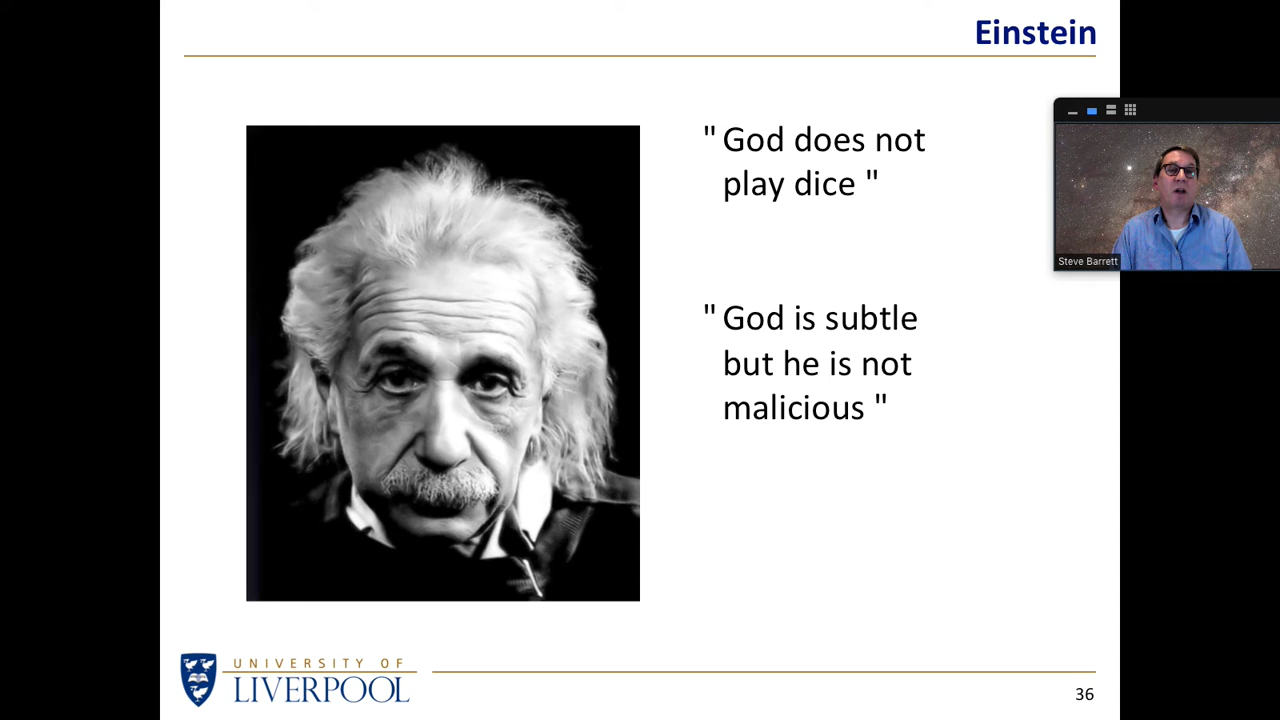 Einstein
" God does not
play dice "
" God is subtle
but he is not
malicious "
Steve Barrett
UNIVERSITY OF
LIVERPOOL
36